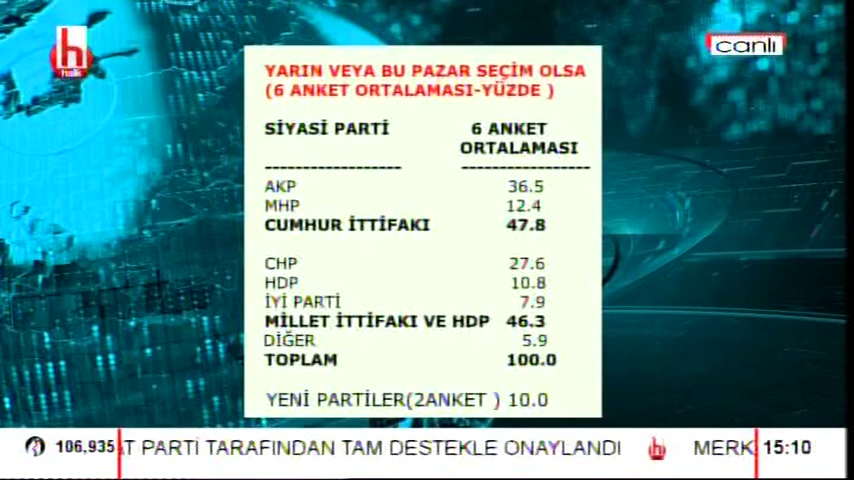 h
halk
canlı
YARIN VEYA BU PAZAR SEÇİM OLSA
(6 ANKET ORTALAMASI-YÜZDE )
SİYASİ PARTİ 6 ANKET
ORTALAMASI
------------------- ------------------
AKP 36.5
MHP 12.4
CUMHUR İTTİFAKI 47.8
CHP 27.6
HDP 10.8
İYİ PARTİ 7.9
MİLLET İTTİFAKI VE HDP 46.3
DİĞER 5.9
TOPLAM 100.0
YENİ PARTİLER(2ANKET ) 10.0
106,935 AT PARTİ TARAFINDAN TAM DESTEKLE ONAYLANDI h MERK 15:10